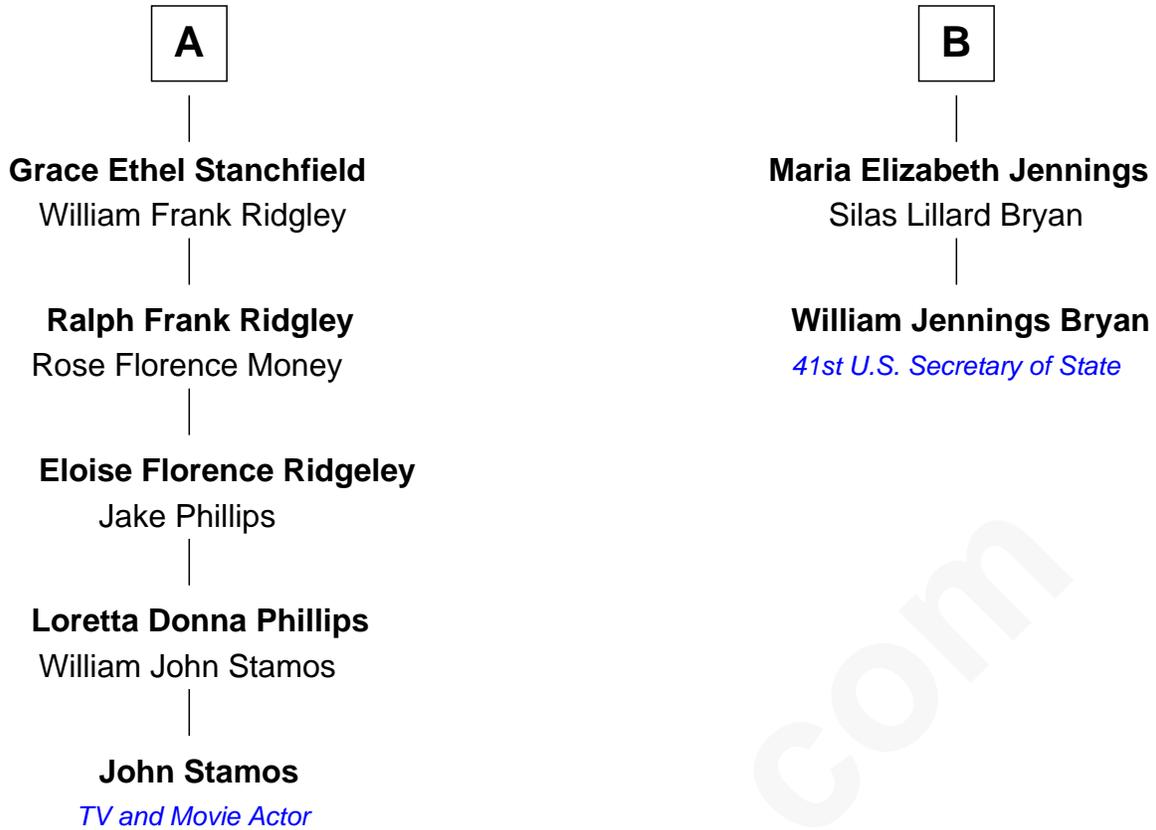 A
Grace Ethel Stanchfield
William Frank Ridgley
Ralph Frank Ridgley
Rose Florence Money
Eloise Florence Ridgeley
Jake Phillips
Loretta Donna Phillips
William John Stamos
John Stamos
TV and Movie Actor
B
Maria Elizabeth Jennings
Silas Lillard Bryan
William Jennings Bryan
41st U.S. Secretary of State
com